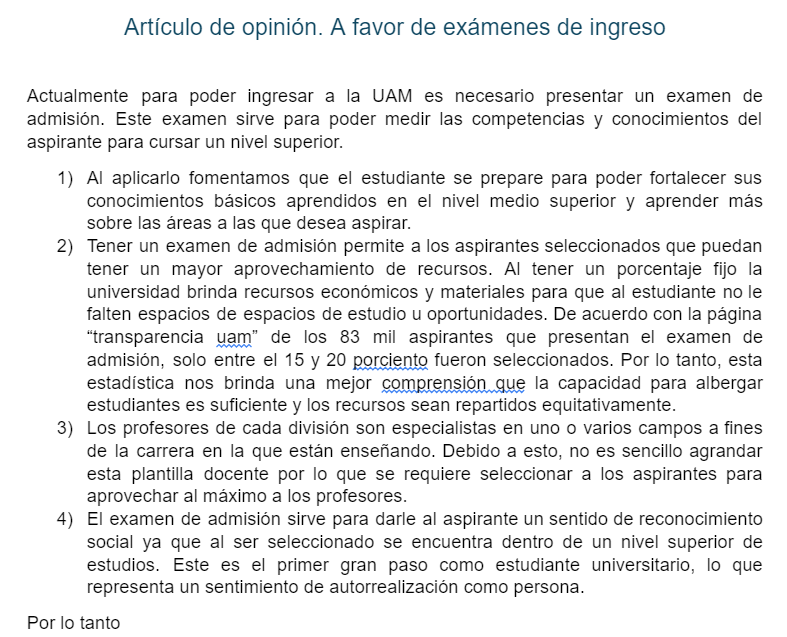 Artículo de opinión. A favor de exámenes de ingreso
Actualmente para poder ingresar a la UAM es necesario presentar un examen de
admisión. Este examen sirve para poder medir las competencias y conocimientos del
aspirante para cursar un nivel superior.
1) Al aplicarlo fomentamos que el estudiante se prepare para poder fortalecer sus
conocimientos básicos aprendidos en el nivel medio superior y aprender más
sobre las áreas a las que desea aspirar.
2) Tener un examen de admisión permite a los aspirantes seleccionados que puedan
tener un mayor aprovechamiento de recursos. Al tener un porcentaje fijo la
universidad brinda recursos económicos y materiales para que al estudiante no le
falten espacios de espacios de estudio u oportunidades. De acuerdo con la página
“transparencia uam” de los 83 mil aspirantes que presentan el examen de
admisión, solo entre el 15 y 20 porciento fueron seleccionados. Por lo tanto, esta
estadística nos brinda una mejor comprensión que la capacidad para albergar
estudiantes es suficiente y los recursos sean repartidos equitativamente.
3) Los profesores de cada división son especialistas en uno o varios campos a fines
de la carrera en la que están enseñando. Debido a esto, no es sencillo agrandar
esta plantilla docente por lo que se requiere seleccionar a los aspirantes para
aprovechar al máximo a los profesores.
4) El examen de admisión sirve para darle al aspirante un sentido de reconocimiento
social ya que al ser seleccionado se encuentra dentro de un nivel superior de
estudios. Este es el primer gran paso como estudiante universitario, lo que
representa un sentimiento de autorrealización como persona.
Por lo tanto